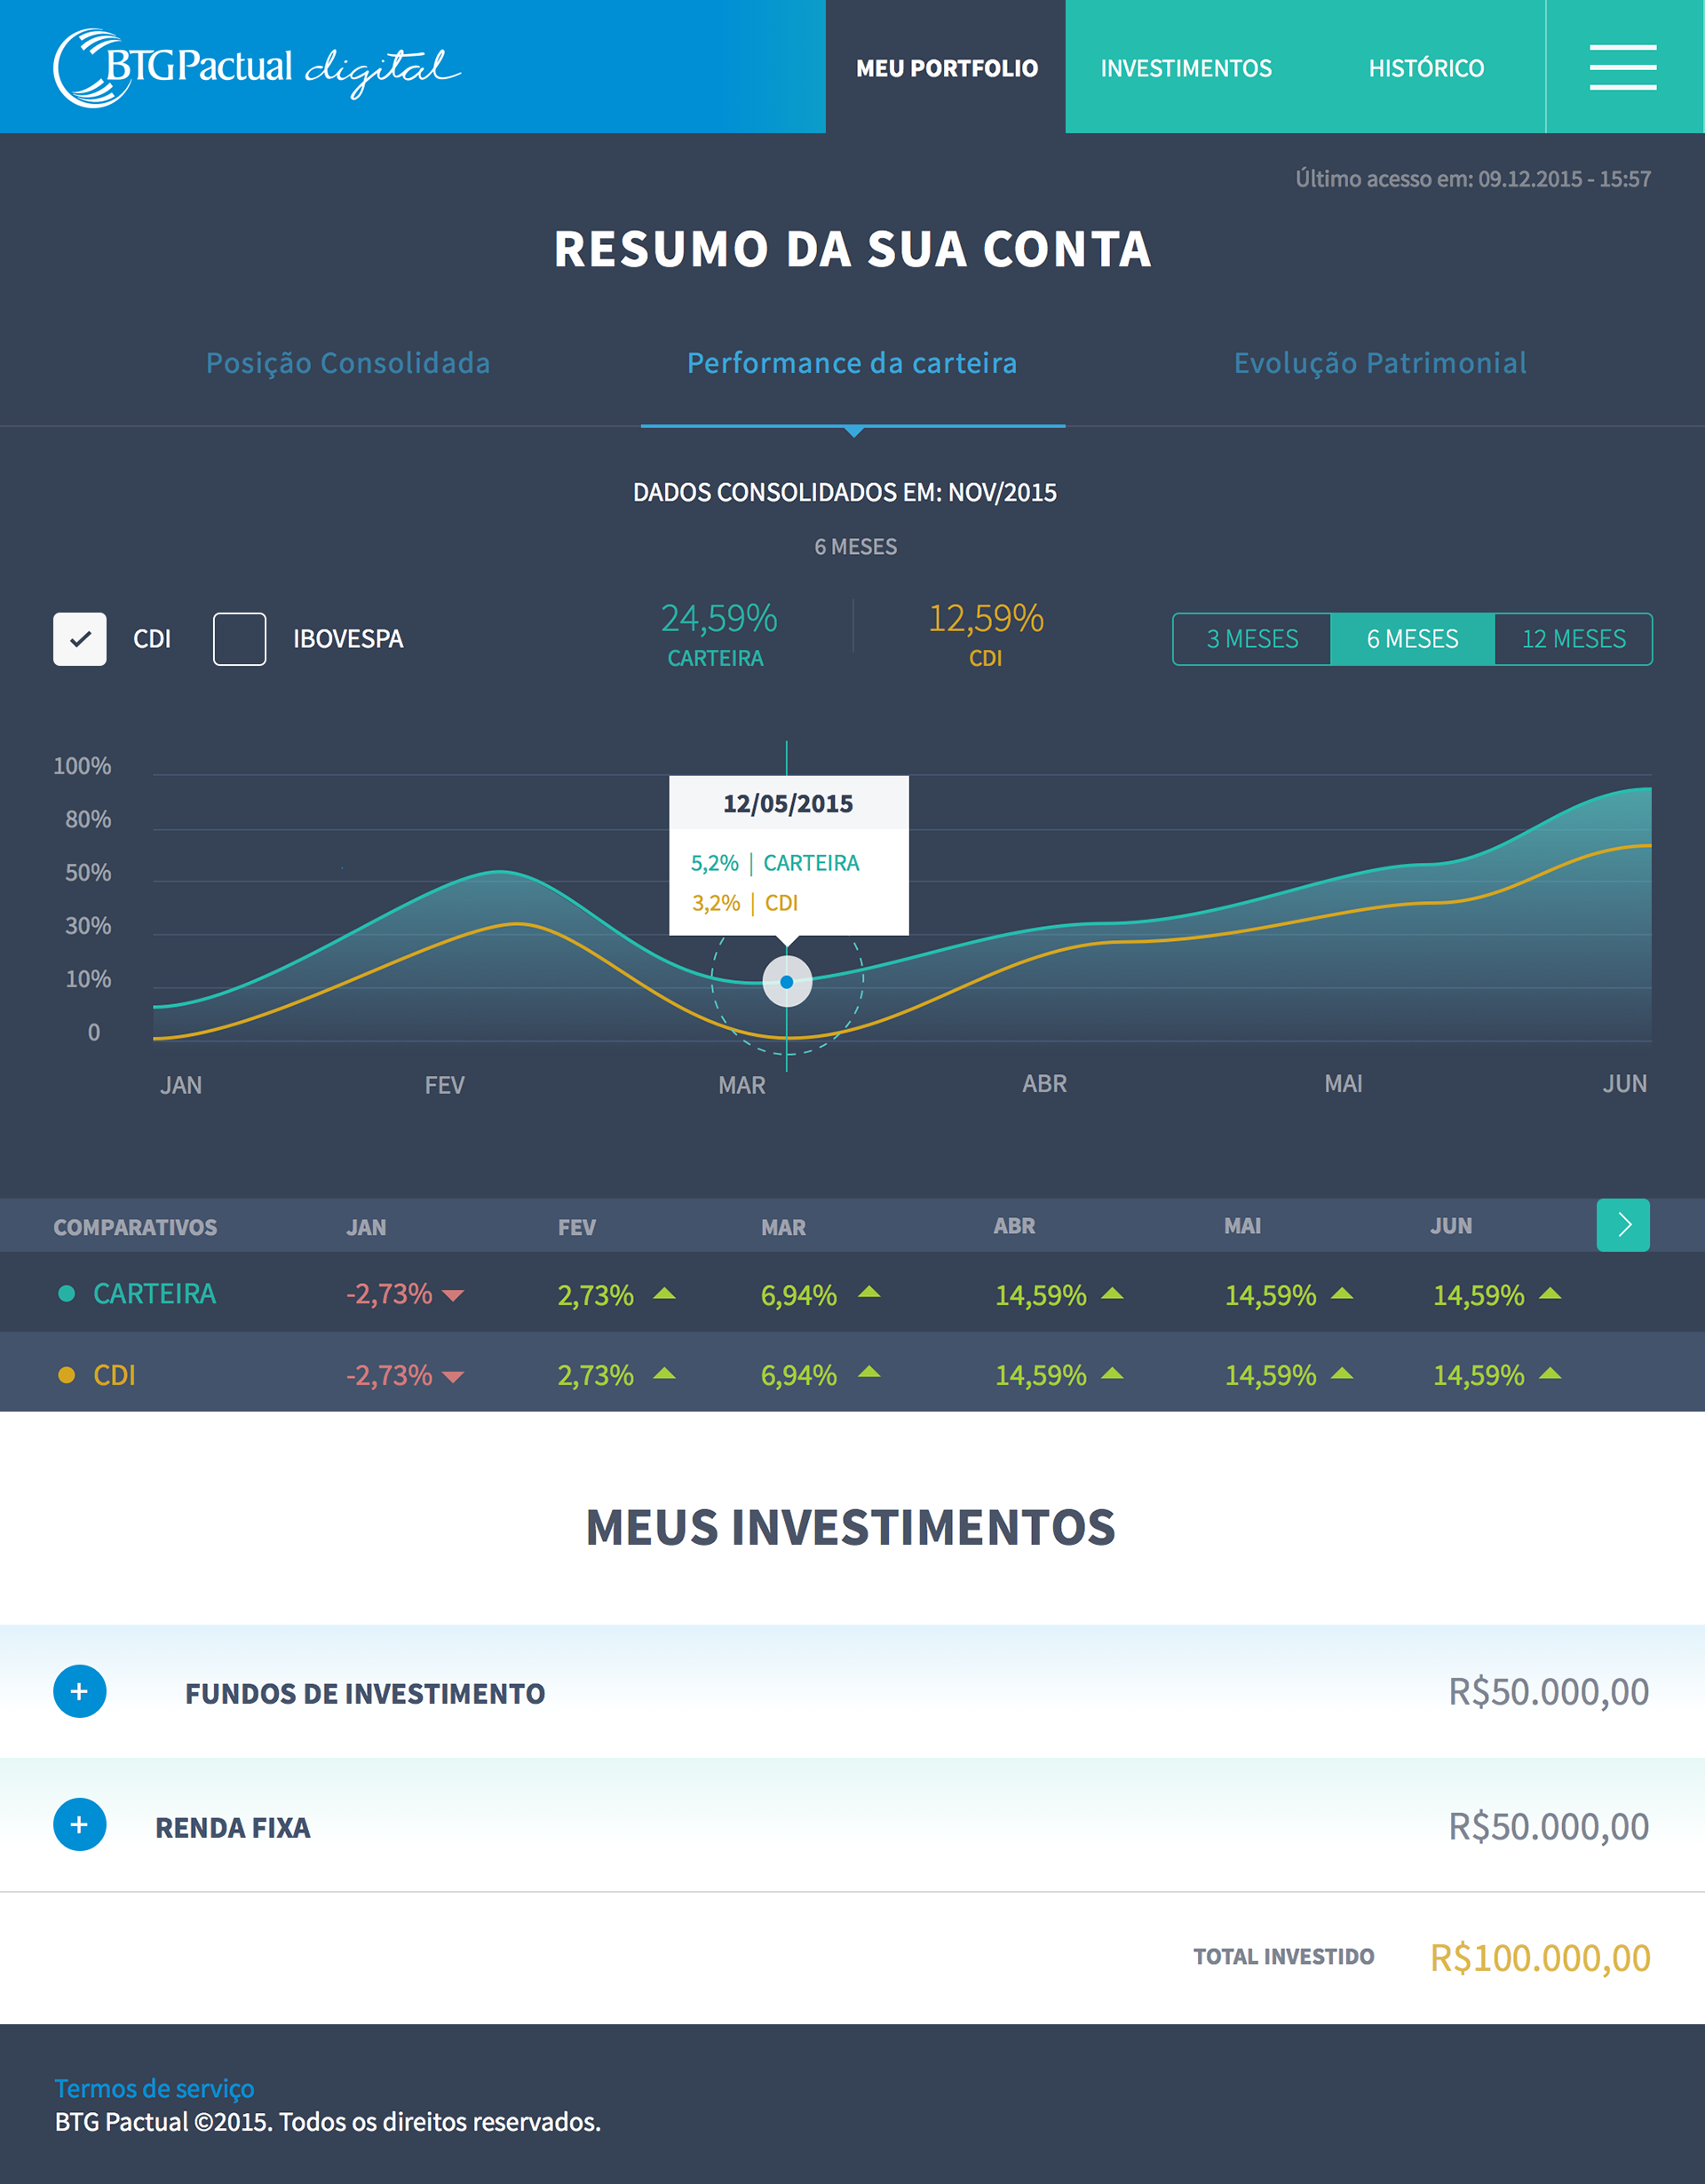 BTGPactual digital
MEU PORTFOLIO INVESTIMENTOS HISTÓRICO
Último acesso em: 09.12.2015 - 15:57
RESUMO DA SUA CONTA
Posição Consolidada Performance da carteira Evolução Patrimonial
DADOS CONSOLIDADOS EM: NOV/2015
6 MESES
CDI IBOVESPA 24,59% 12,59% 3 MESES 6 MESES 12 MESES
CARTEIRA CDI
100%
80%
50%
30%
10%
0
12/05/2015
5,2% | CARTEIRA
3,2% | CDI
JAN FEV MAR ABR MAI JUN
COMPARATIVOS JAN FEV MAR ABR MAI JUN
CARTEIRA -2,73% 2,73% 6,94% 14,59% 14,59% 14,59%
CDI -2,73% 2,73% 6,94% 14,59% 14,59% 14,59%
MEUS INVESTIMENTOS
+ FUNDOS DE INVESTIMENTO R$50.000,00
+ RENDA FIXA R$50.000,00
TOTAL INVESTIDO R$100.000,00
Termos de serviço
BTG Pactual ©2015. Todos os direitos reservados.